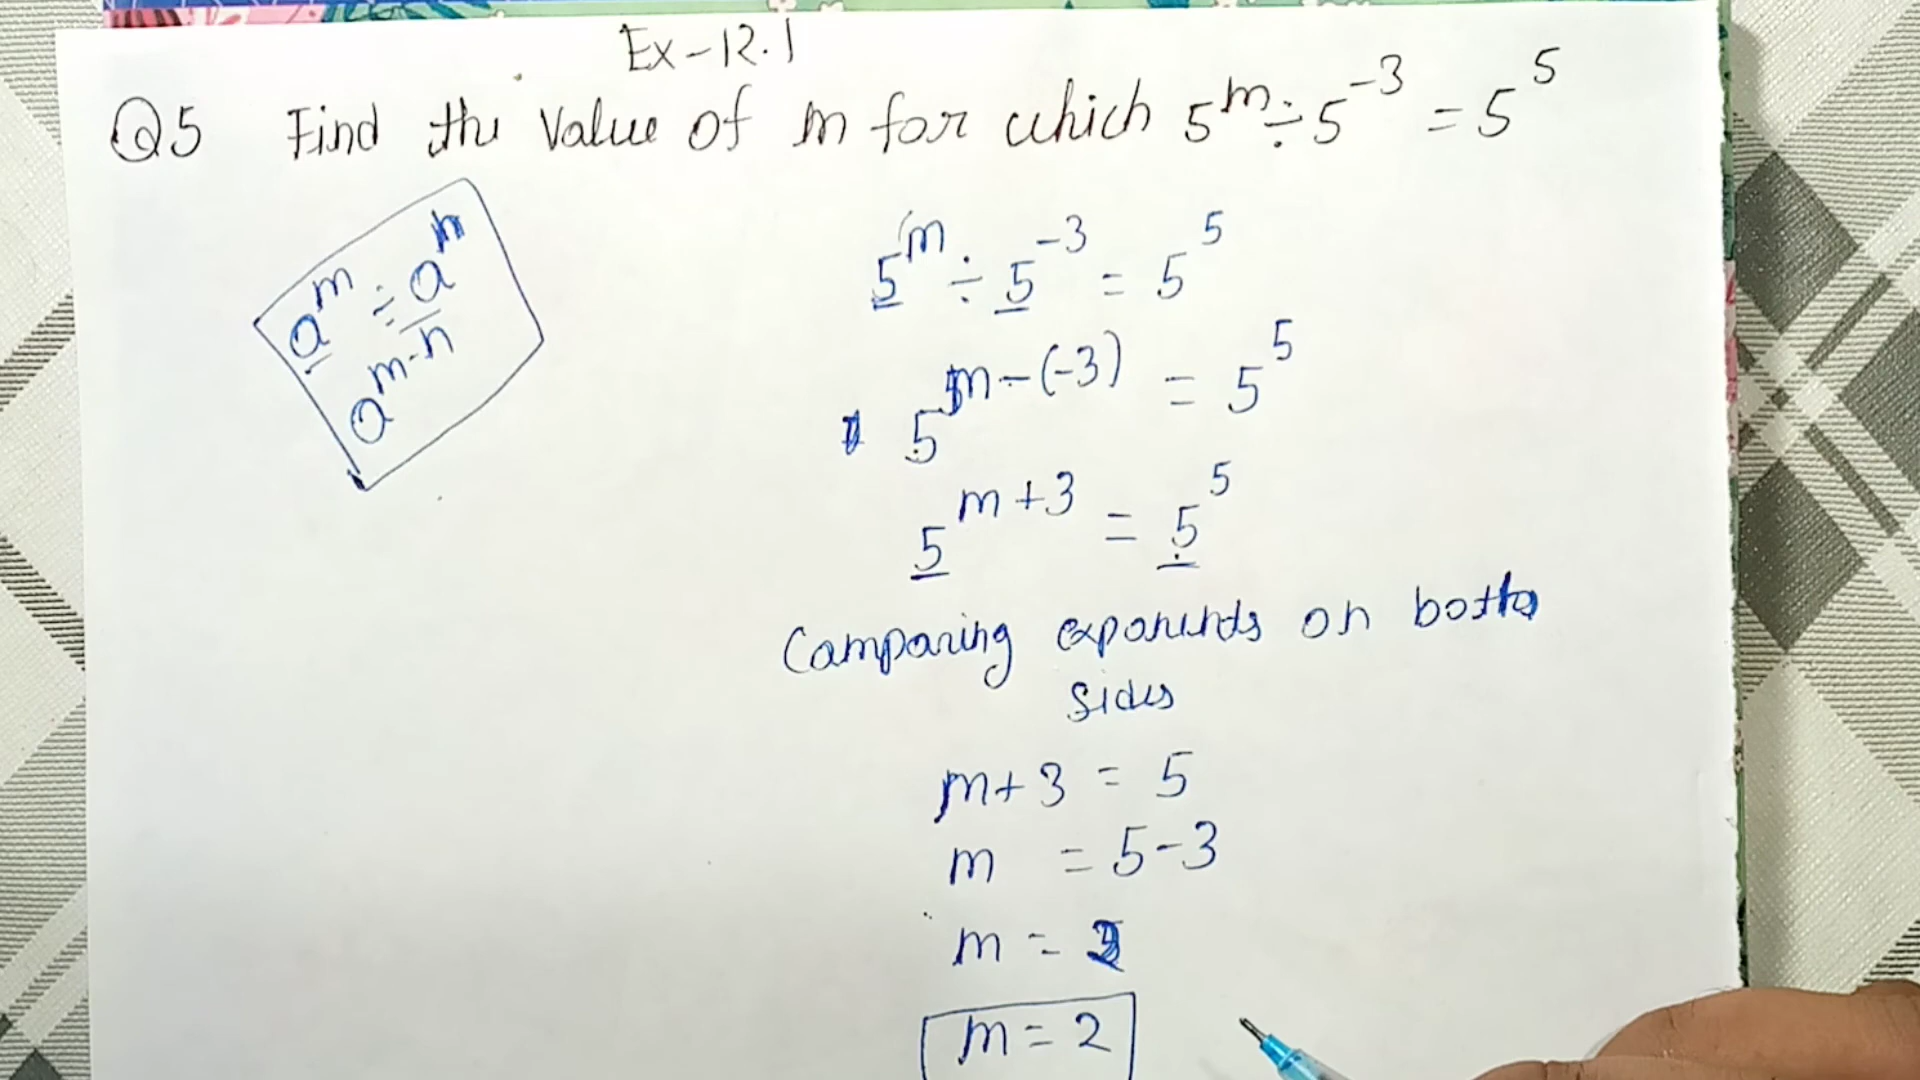 Ex-12.1
Q5 Find the value of m for which 5^m ÷ 5^-3 = 5^5
a^m ÷ a^n
a^m-n
5^m ÷ 5^-3 = 5^5
5^m-(-3) = 5^5
5^m+3 = 5^5
Comparing exponents on both
sides
m+3 = 5
m = 5-3
m = 2
m = 2